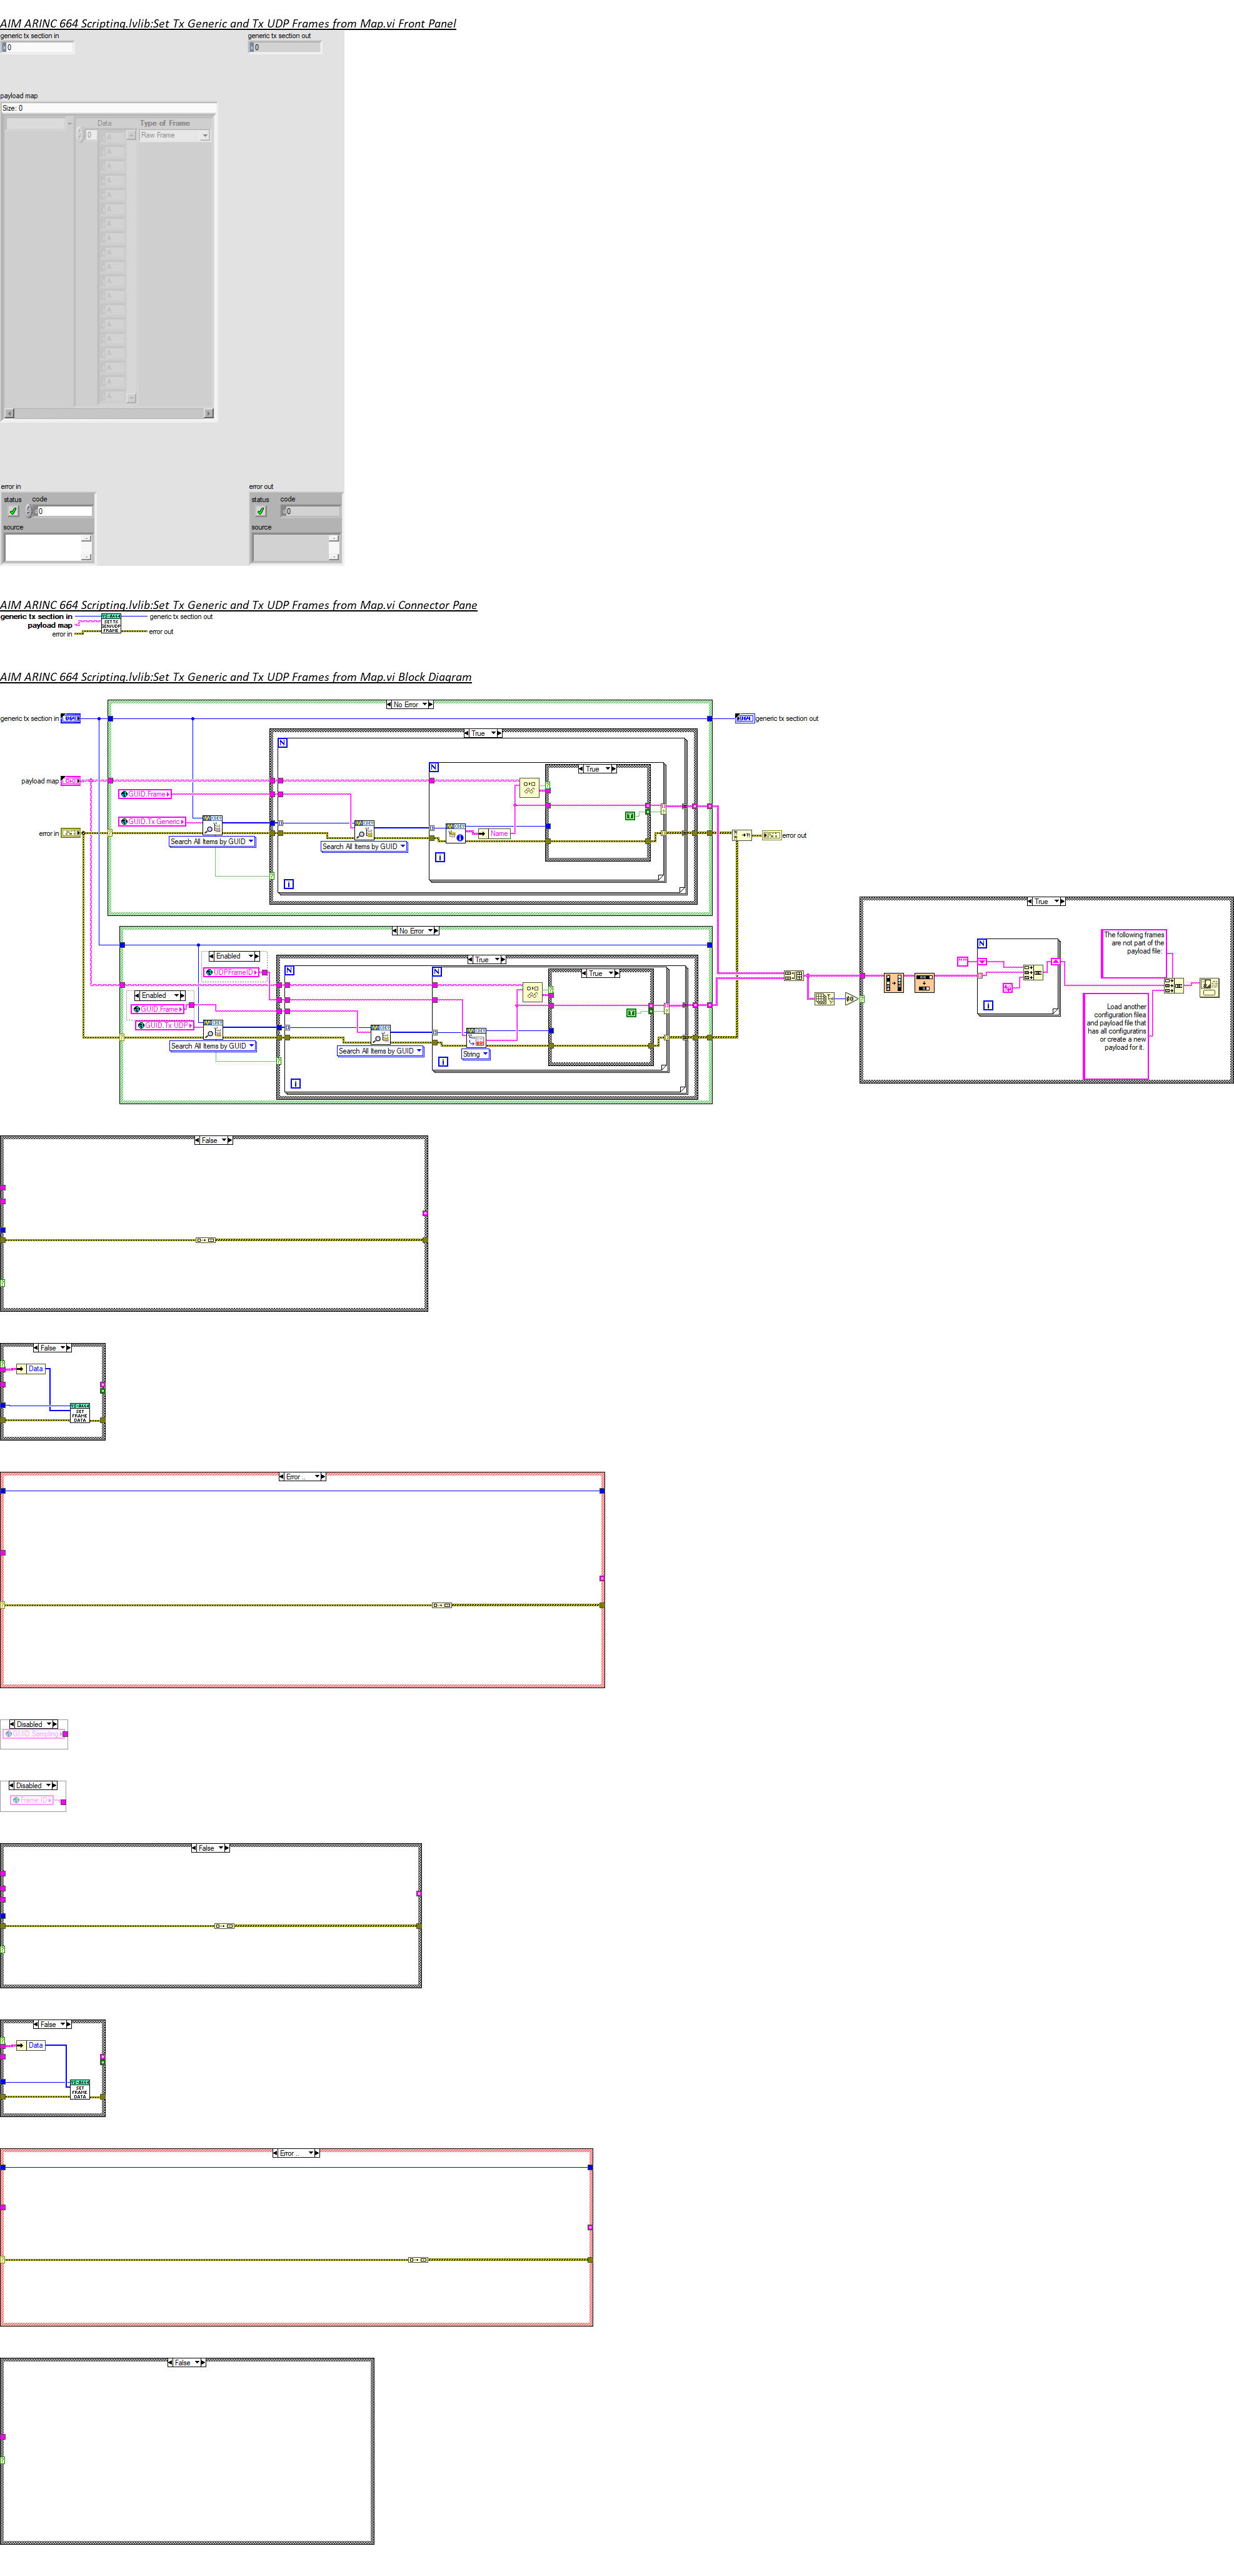 AIM ARINC 664 Scripting.lvlib:Set Tx Generic and Tx UDP Frames from Map.vi Front Panel
generic tx section in
generic tx section out
0
0
payload map
Size: 0
Data
Type of Frame
0
Raw Frame
error in
error out
status
code
status
code
0
0
source
source
AIM ARINC 664 Scripting.lvlib:Set Tx Generic and Tx UDP Frames from Map.vi Connector Pane
generic tx section in
generic tx section out
payload map
SET TX
GEN/UDP
FRAME
error in
error out
AIM ARINC 664 Scripting.lvlib:Set Tx Generic and Tx UDP Frames from Map.vi Block Diagram
No Error
generic tx section in
generic tx section out
True
N
N
True
payload map
GUID.Frame
GUID.Tx Generic
error in
Name
error out
Search All Items by GUID
Search All Items by GUID
i
i
True
No Error
The following frames are not part of the payload file:
N
Enabled
True
UDPFrameID
N
N
True
Enabled
GUID.Frame
GUID.Tx UDP
Search All Items by GUID
Search All Items by GUID
String
i
i
i
Load another configuration filea and payload file that has all configuratins or create a new payload for it.
False
False
Data
SET
FRAME
DATA
Error ..
Disabled
GUID.Sampling
Disabled
Frame.ID
False
False
Data
SET
FRAME
DATA
Error ..
False